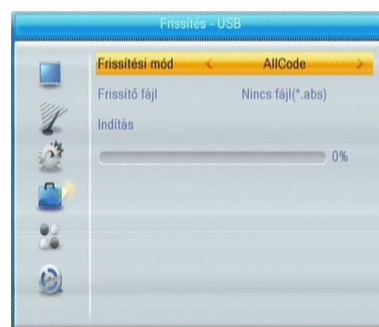 Frissítés - USB
Frissítési mód < AllCode >
Frissítő fájl Nincs fájl(*.abs)
Indítás
0%